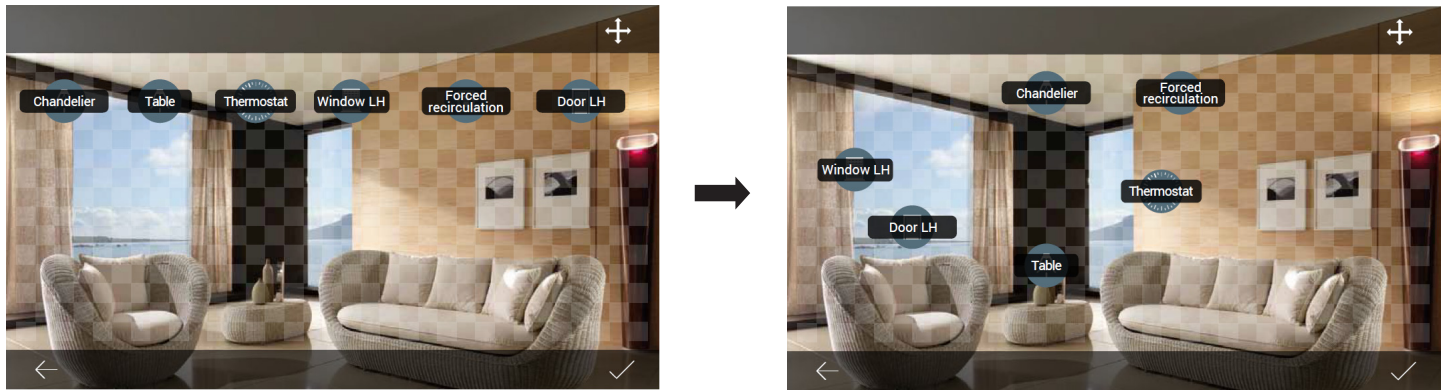 Chandelier
Table
Thermostat
Window LH
Forced
recirculation
Door LH
Chandelier
Forced
recirculation
Window LH
Thermostat
Door LH
Table